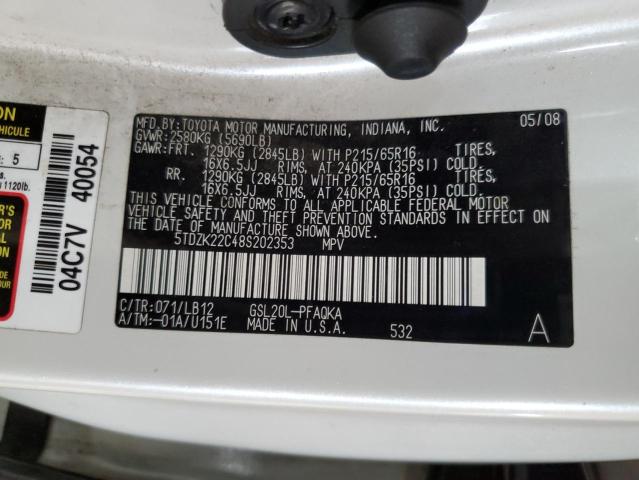 MFD.BY:TOYOTA MOTOR MANUFACTURING, INDIANA, INC. 05/08
GVWR:2580KG (5690LB)
GAWR:FRT. 1290KG (2845LB) WITH P215/65R16 TIRES,
16X6.5JJ RIMS, AT 240KPA (35PSI) COLD.
RR. 1290KG (2845LB) WITH P215/65R16 TIRES,
16X6.5JJ RIMS, AT 240KPA (35PSI) COLD.
THIS VEHICLE CONFORMS TO ALL APPLICABLE FEDERAL MOTOR
VEHICLE SAFETY AND THEFT PREVENTION STANDARDS IN EFFECT ON
THE DATE OF MANUFACTURE SHOWN ABOVE.
5TDZK22C48S202353 MPV
C/TR:071/LB12 GSL20L-PFAQKA
A/TM:-01A/U151E MADE IN U.S.A. 532 A
ON
VEHICULE
: 5
1120lb.
R'S
04C7V 40054